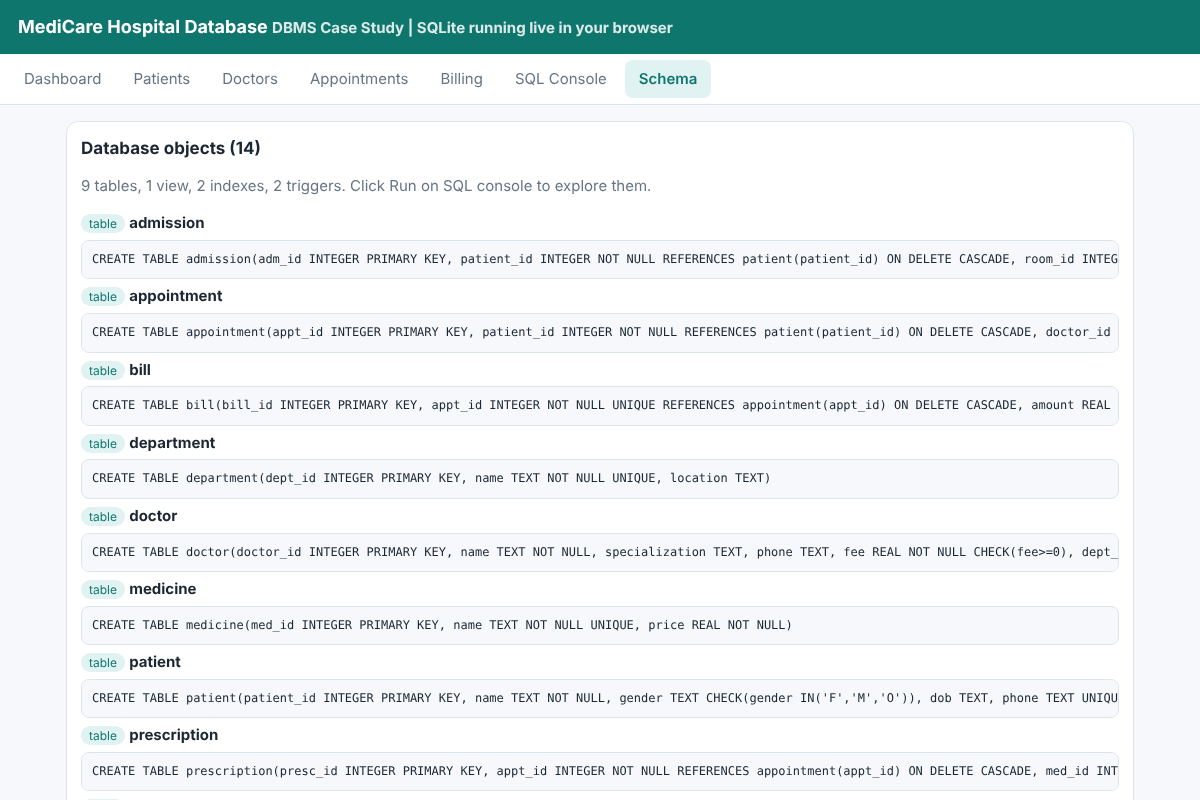 MediCare Hospital Database DBMS Case Study | SQLite running live in your browser
Dashboard Patients Doctors Appointments Billing SQL Console Schema
Database objects (14)
9 tables, 1 view, 2 indexes, 2 triggers. Click Run on SQL console to explore them.
table admission
CREATE TABLE admission(adm_id INTEGER PRIMARY KEY, patient_id INTEGER NOT NULL REFERENCES patient(patient_id) ON DELETE CASCADE, room_id INTEG
table appointment
CREATE TABLE appointment(appt_id INTEGER PRIMARY KEY, patient_id INTEGER NOT NULL REFERENCES patient(patient_id) ON DELETE CASCADE, doctor_id
table bill
CREATE TABLE bill(bill_id INTEGER PRIMARY KEY, appt_id INTEGER NOT NULL UNIQUE REFERENCES appointment(appt_id) ON DELETE CASCADE, amount REAL
table department
CREATE TABLE department(dept_id INTEGER PRIMARY KEY, name TEXT NOT NULL UNIQUE, location TEXT)
table doctor
CREATE TABLE doctor(doctor_id INTEGER PRIMARY KEY, name TEXT NOT NULL, specialization TEXT, phone TEXT, fee REAL NOT NULL CHECK(fee>=0), dept_
table medicine
CREATE TABLE medicine(med_id INTEGER PRIMARY KEY, name TEXT NOT NULL UNIQUE, price REAL NOT NULL)
table patient
CREATE TABLE patient(patient_id INTEGER PRIMARY KEY, name TEXT NOT NULL, gender TEXT CHECK(gender IN('F','M','O')), dob TEXT, phone TEXT UNIQU
table prescription
CREATE TABLE prescription(presc_id INTEGER PRIMARY KEY, appt_id INTEGER NOT NULL REFERENCES appointment(appt_id) ON DELETE CASCADE, med_id INT